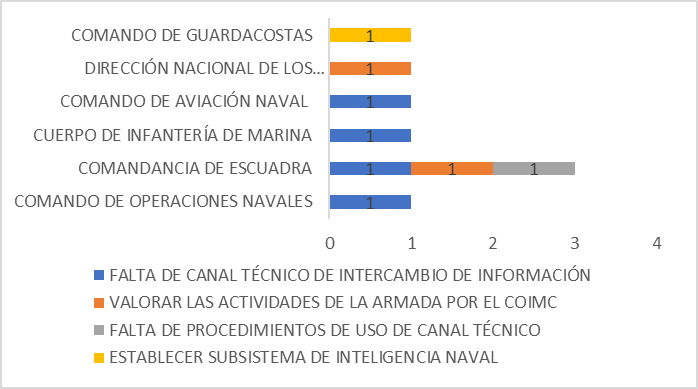 COMANDO DE GUARDACOSTAS 1
DIRECCIÓN NACIONAL DE LOS... 1
COMANDO DE AVIACIÓN NAVAL 1
CUERPO DE INFANTERÍA DE MARINA 1
COMANDANCIA DE ESCUADRA 1 1 1
COMANDO DE OPERACIONES NAVALES 1
0 1 2 3 4
FALTA DE CANAL TÉCNICO DE INTERCAMBIO DE INFORMACIÓN
VALORAR LAS ACTIVIDADES DE LA ARMADA POR EL COIMC
FALTA DE PROCEDIMIENTOS DE USO DE CANAL TÉCNICO
ESTABLECER SUBSISTEMA DE INTELIGENCIA NAVAL